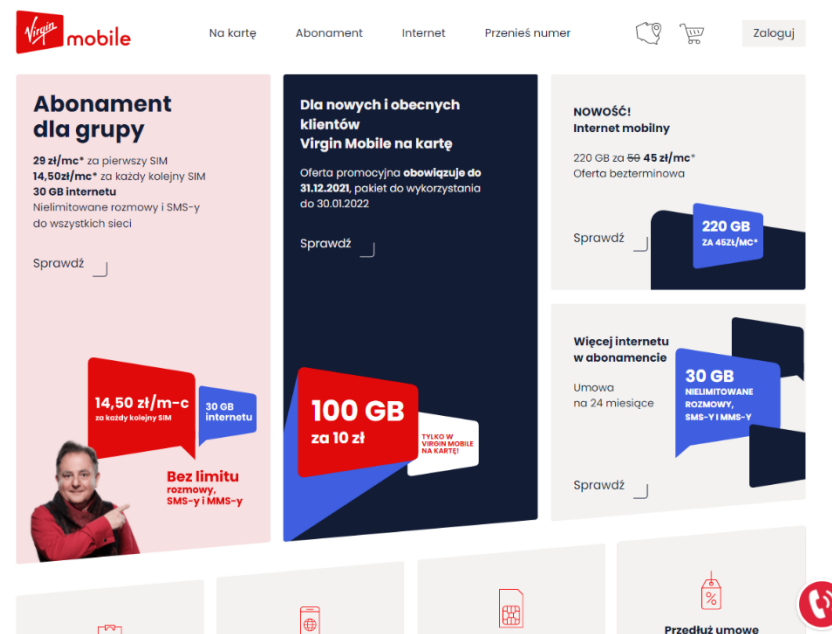 Virgin mobile
Na kartę
Abonament
Internet
Przenieś numer
Zaloguj
Abonament
dla grupy
29 zł/mc* za pierwszy SIM
14,50zł/mc* za każdy kolejny SIM
30 GB internetu
Nielimitowane rozmowy i SMS-y
do wszystkich sieci
Sprawdź
14,50 zł/m-c
za każdy kolejny SIM
30 GB
internetu
Bez limitu
rozmowy,
SMS-y i MMS-y
Dla nowych i obecnych
klientów
Virgin Mobile na kartę
Oferta promocyjna obowiązuje do
31.12.2021, pakiet do wykorzystania
do 30.01.2022
Sprawdź
100 GB
za 10 zł
TYLKO W
VIRGIN MOBILE
NA KARTĘ!
NOWOŚĆ!
Internet mobilny
220 GB za 50 45 zł/mc*
Oferta bezterminowa
Sprawdź
220 GB
ZA 45ZŁ/MC*
Więcej internetu
w abonamencie
Umowa
na 24 miesiące
Sprawdź
30 GB
NIELIMITOWANE
ROZMOWY,
SMS-Y I MMS-Y
%
Przedłuż umowę